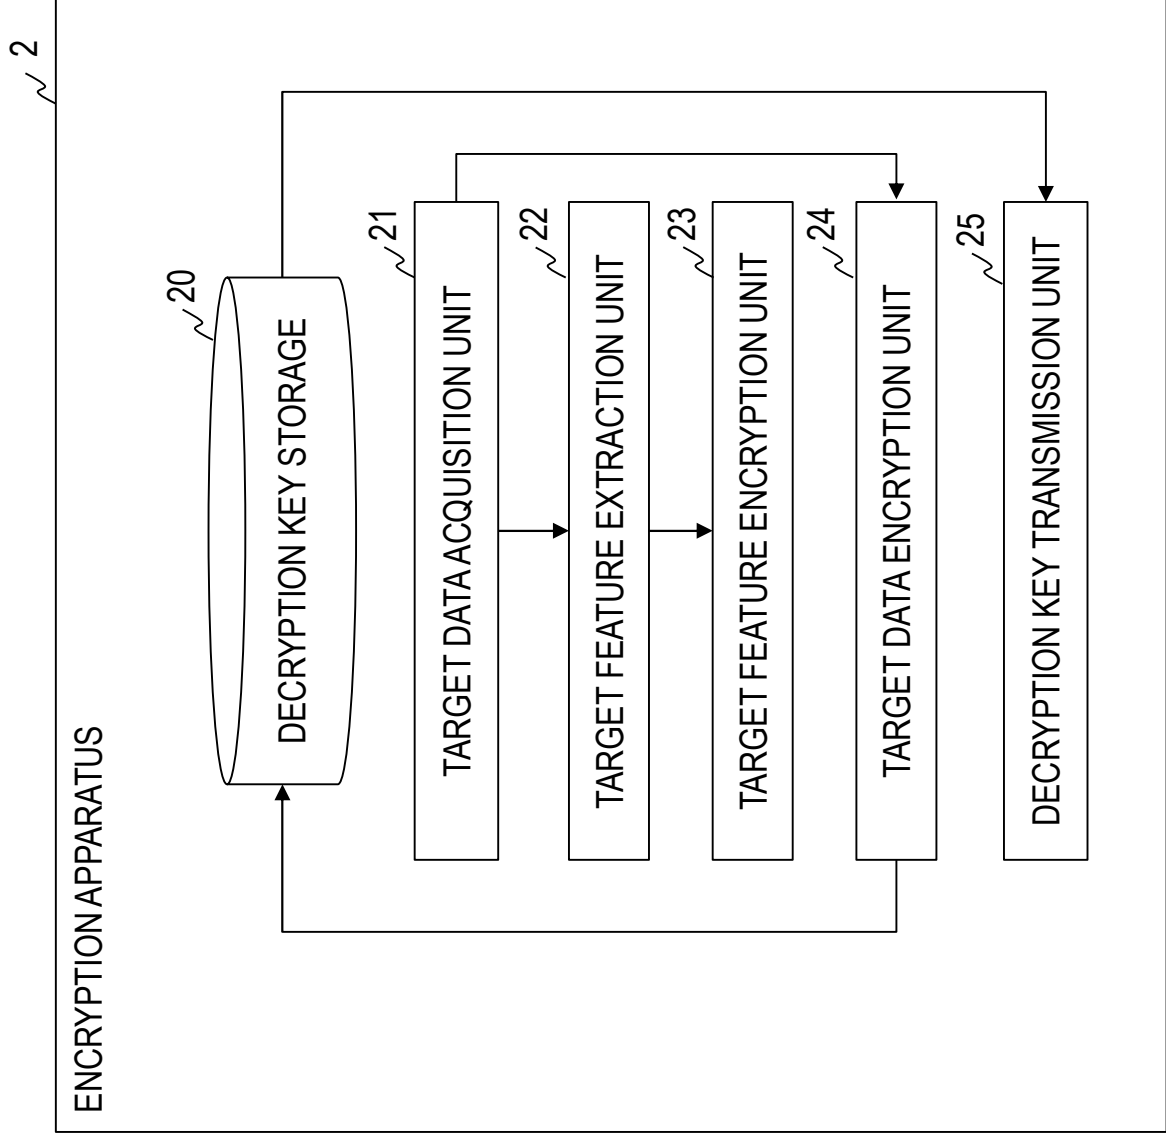 2
ENCRYPTION APPARATUS
20
DECRYPTION KEY STORAGE
21
TARGET DATA ACQUISITION UNIT
22
TARGET FEATURE EXTRACTION UNIT
23
TARGET FEATURE ENCRYPTION UNIT
24
TARGET DATA ENCRYPTION UNIT
25
DECRYPTION KEY TRANSMISSION UNIT